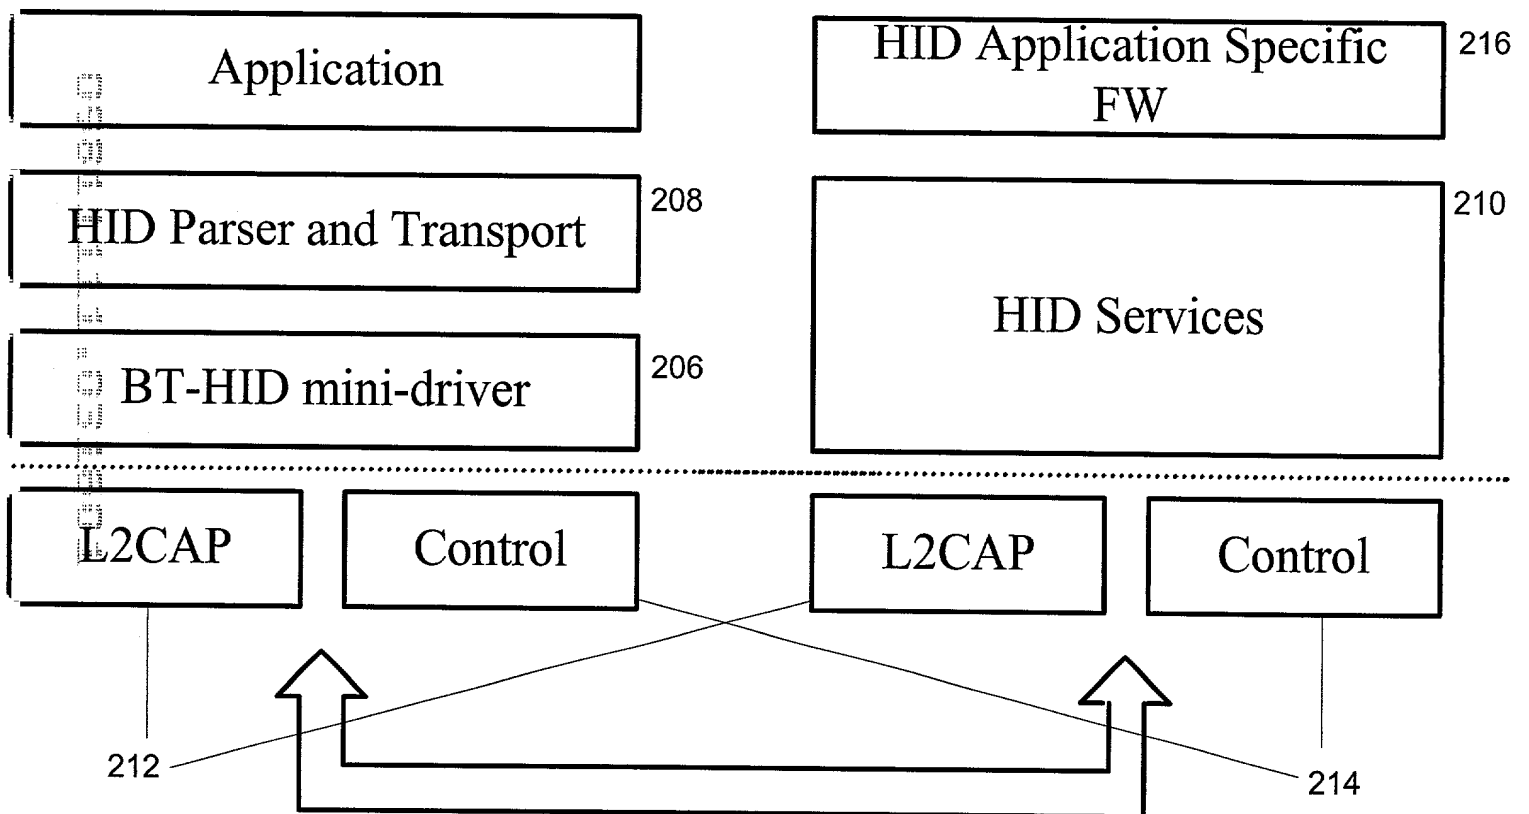 Application
HID Application Specific
FW
216
HID Parser and Transport
208
HID Services
210
BT-HID mini-driver
206
L2CAP
Control
L2CAP
Control
212
214